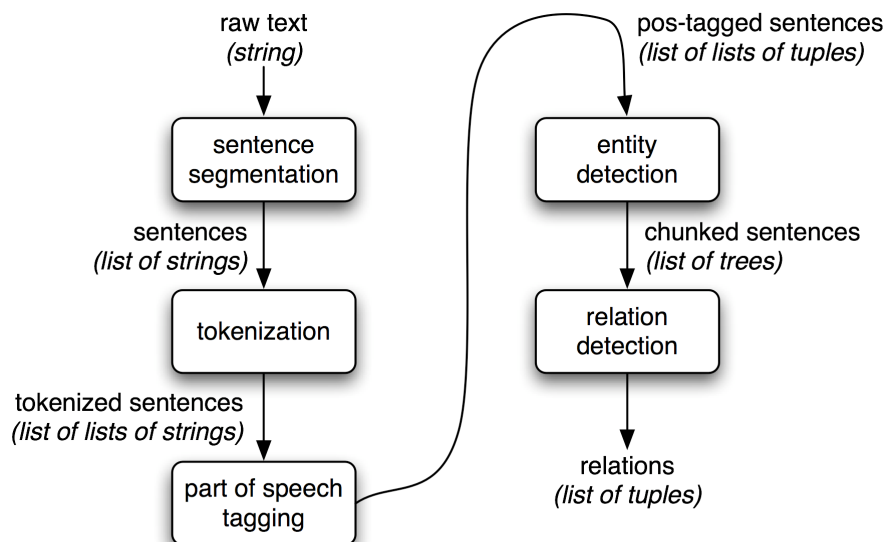 raw text
(string)
sentence
segmentation
sentences
(list of strings)
tokenization
tokenized sentences
(list of lists of strings)
part of speech
tagging
pos-tagged sentences
(list of lists of tuples)
entity
detection
chunked sentences
(list of trees)
relation
detection
relations
(list of tuples)